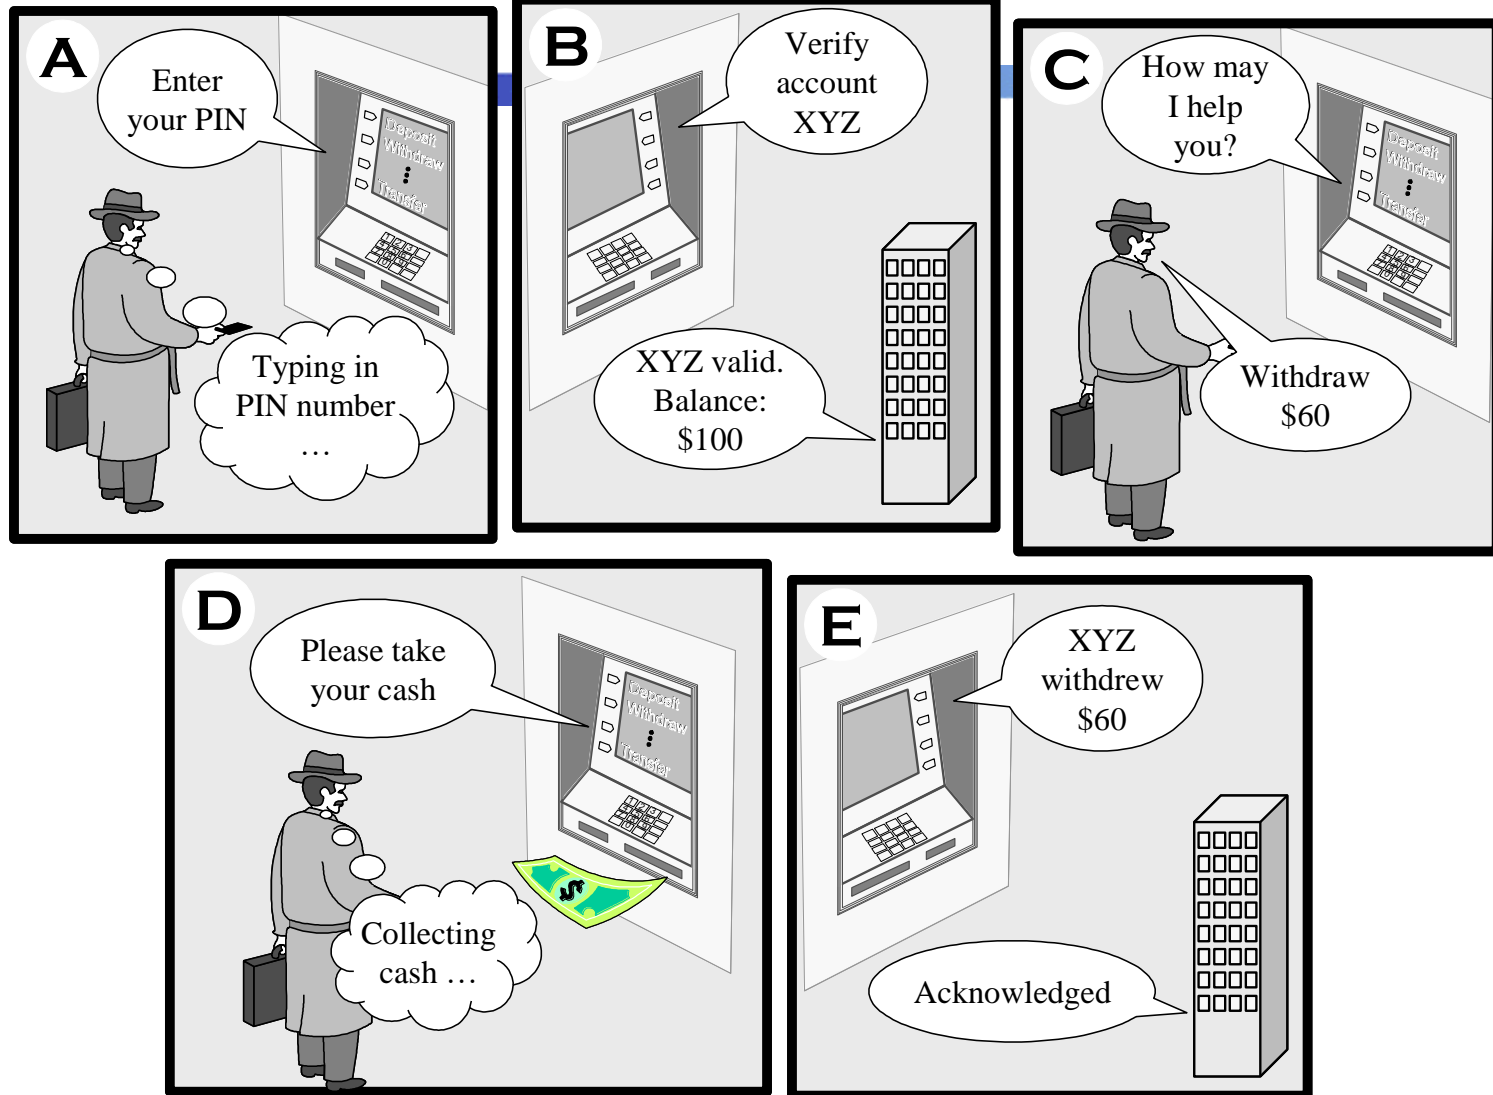 A
Enter
your PIN
Deposit
Withdraw
Transfer
Typing in
PIN number
…
B
Verify
account
XYZ
XYZ valid.
Balance:
$100
C
How may
I help
you?
Deposit
Withdraw
Transfer
Withdraw
$60
D
Please take
your cash
Deposit
Withdraw
Transfer
$
Collecting
cash …
E
XYZ
withdrew
$60
Acknowledged